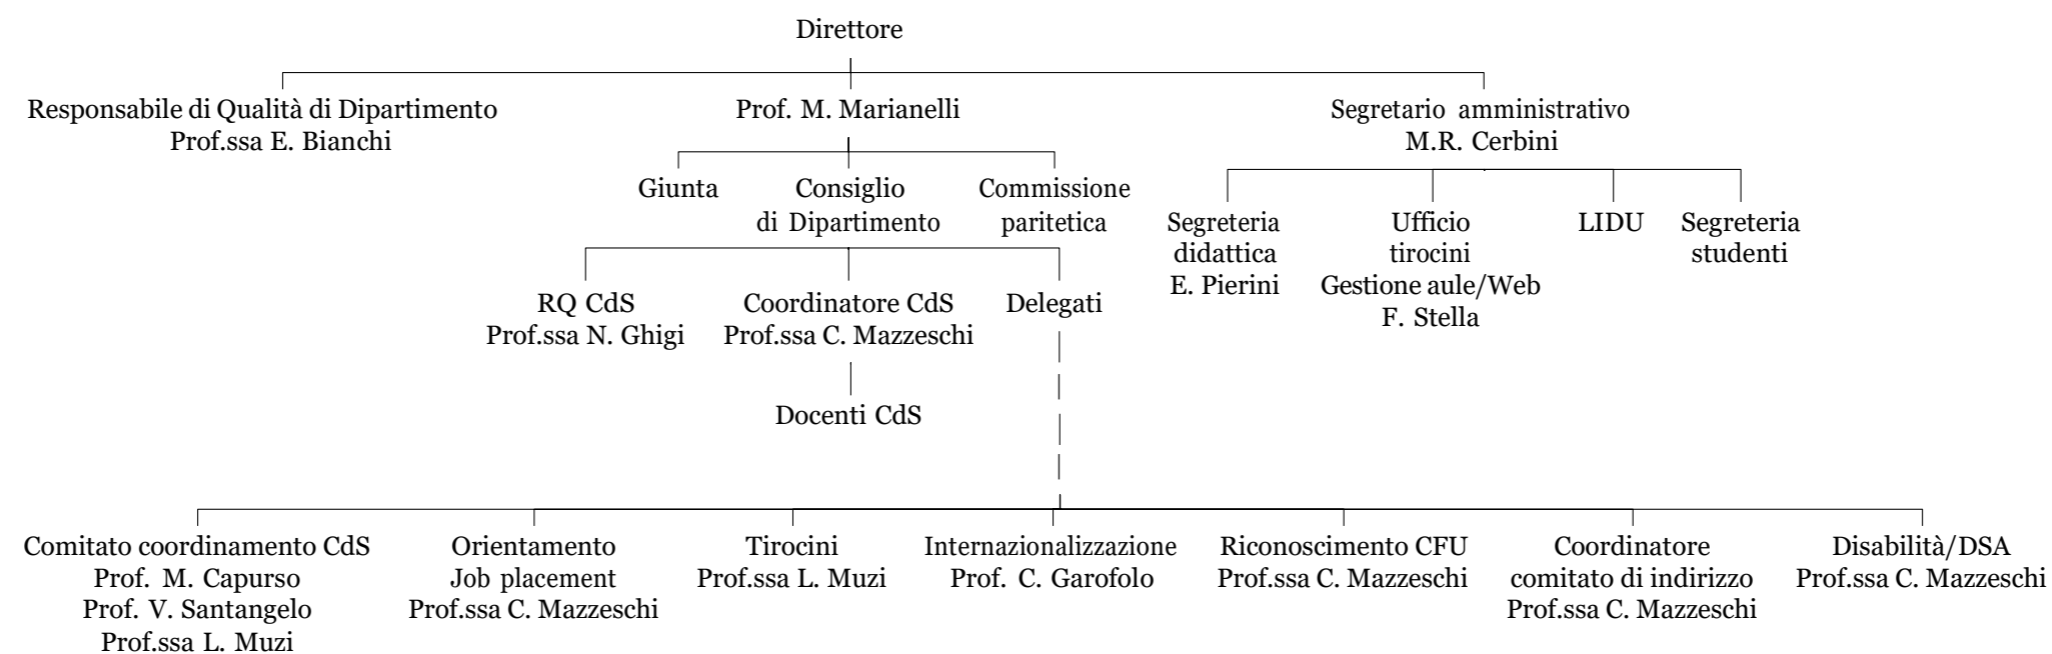 Direttore
Responsabile di Qualità di Dipartimento
Prof.ssa E. Bianchi
Prof. M. Marianelli
Segretario amministrativo
M.R. Cerbini
Giunta
Consiglio
di Dipartimento
Commissione
paritetica
Segreteria
didattica
E. Pierini
Ufficio
tirocini
Gestione aule/Web
F. Stella
LIDU
Segreteria
studenti
RQ CdS
Prof.ssa N. Ghigi
Coordinatore CdS
Prof.ssa C. Mazzeschi
Delegati
Docenti CdS
Comitato coordinamento CdS
Prof. M. Capurso
Prof. V. Santangelo
Prof.ssa L. Muzi
Orientamento
Job placement
Prof.ssa C. Mazzeschi
Tirocini
Prof.ssa L. Muzi
Internazionalizzazione
Prof. C. Garofolo
Riconoscimento CFU
Prof.ssa C. Mazzeschi
Coordinatore
comitato di indirizzo
Prof.ssa C. Mazzeschi
Disabilità/DSA
Prof.ssa C. Mazzeschi